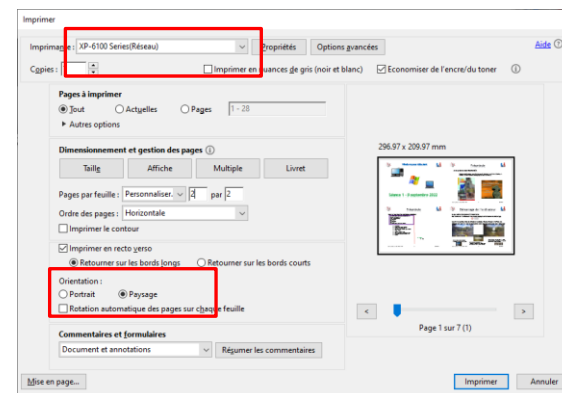 Imprimer
Imprimante : XP-6100 Series(Réseau) Propriétés Options avancées Aide
Copies : Imprimer en nuances de gris (noir et blanc) Economiser de l'encre/du toner
Pages à imprimer
Tout Actuelles Pages 1 - 28
Autres options
Dimensionnement et gestion des pages
Taille Affiche Multiple Livret
Pages par feuille : Personnaliser. 2 par 2
Ordre des pages : Horizontale
Imprimer le contour
Imprimer en recto verso
Retourner sur les bords longs Retourner sur les bords courts
Orientation :
Portrait Paysage
Rotation automatique des pages sur chaque feuille
Commentaires et formulaires
Document et annotations Résumer les commentaires
296.97 x 209.97 mm
< >
Page 1 sur 7 (1)
Mise en page... Imprimer Annuler